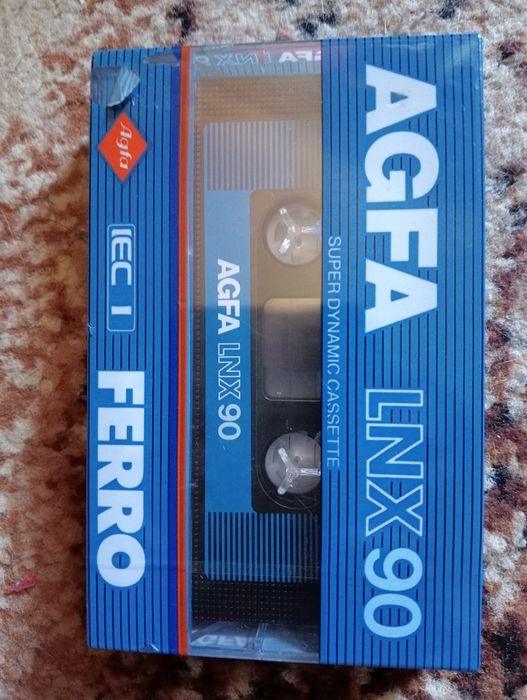 AGFA LNX 90
SUPER DYNAMIC CASSETTE
AGFA LNX 90
Agfa
IEC I
FERRO